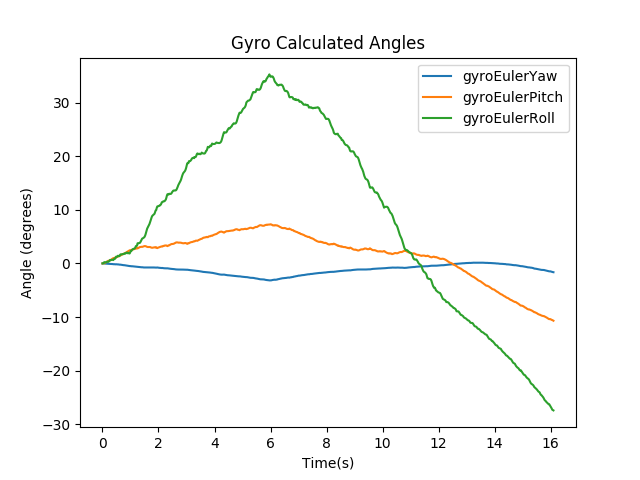 Gyro Calculated Angles
gyroEulerYaw
gyroEulerPitch
gyroEulerRoll
Angle (degrees)
30
20
10
0
−10
−20
−30
0 2 4 6 8 10 12 14 16
Time(s)